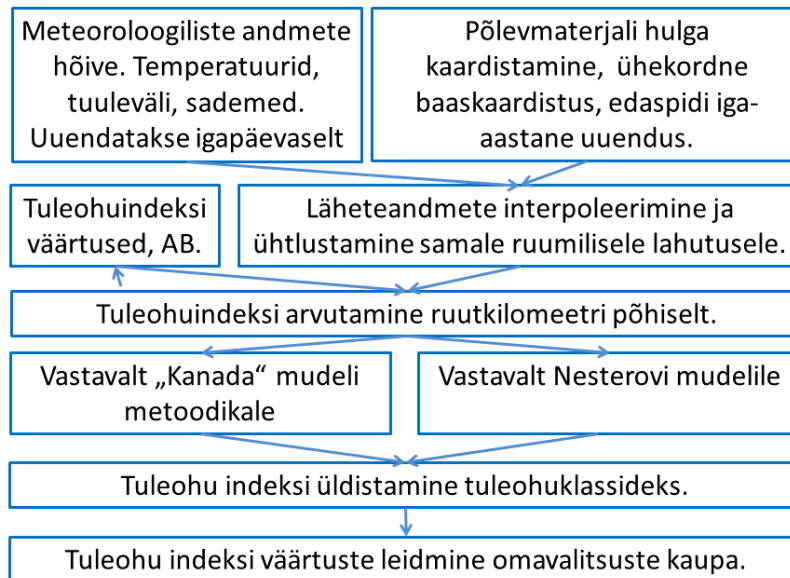 Meteoroloogiliste andmete
hõive. Temperatuurid,
tuuleväli, sademed.
Uuendatakse igapäevaselt
Põlevmaterjali hulga
kaardistamine, ühekordne
baaskaardistus, edaspidi iga-
aastane uuendus.
Tuleohuindeksi
väärtused, AB.
Läheteandmete interpoleerimine ja
ühtlustamine samale ruumilisele lahutusele.
Tuleohuindeksi arvutamine ruutkilomeetri põhiselt.
Vastavalt „Kanada“ mudeli
metoodikale
Vastavalt Nesterovi mudelile
Tuleohu indeksi üldistamine tuleohuklassideks.
Tuleohu indeksi väärtuste leidmine omavalitsuste kaupa.